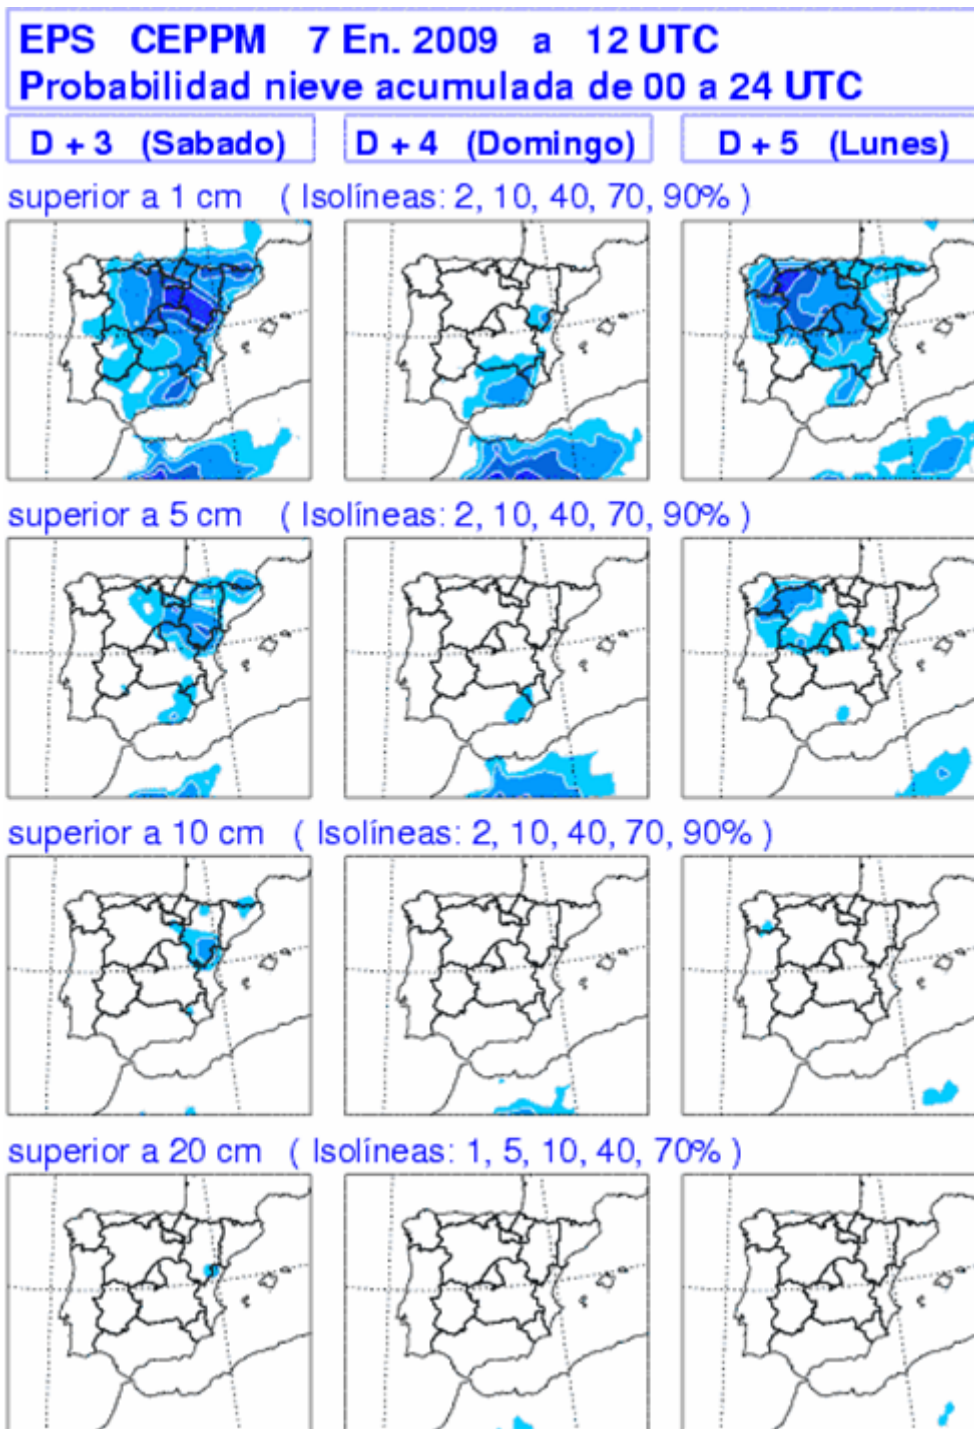 EPS CEPPM 7 En. 2009 a 12 UTC
Probabilidad nieve acumulada de 00 a 24 UTC
D + 3 (Sabado) D + 4 (Domingo) D + 5 (Lunes)
superior a 1 cm ( Isolíneas: 2, 10, 40, 70, 90% )
superior a 5 cm ( Isolíneas: 2, 10, 40, 70, 90% )
superior a 10 cm ( Isolíneas: 2, 10, 40, 70, 90% )
superior a 20 cm ( Isolíneas: 1, 5, 10, 40, 70% )